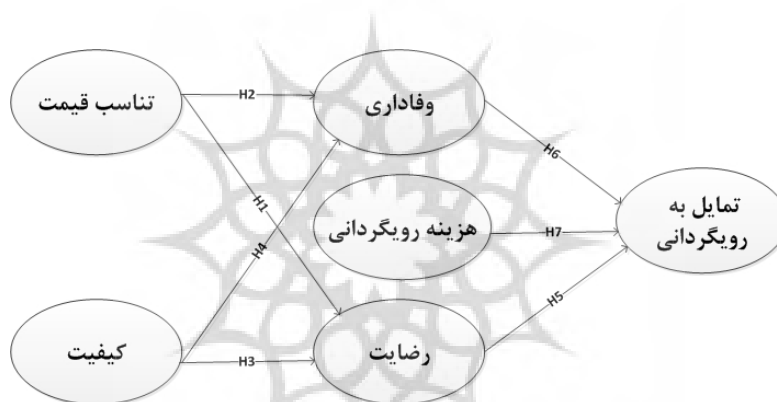 تناسب قیمت
H2
وفاداری
H1
H6
H4
هزینه رویگردانی
H7
تمایل به
رویگردانی
کیفیت
H3
رضایت
H5